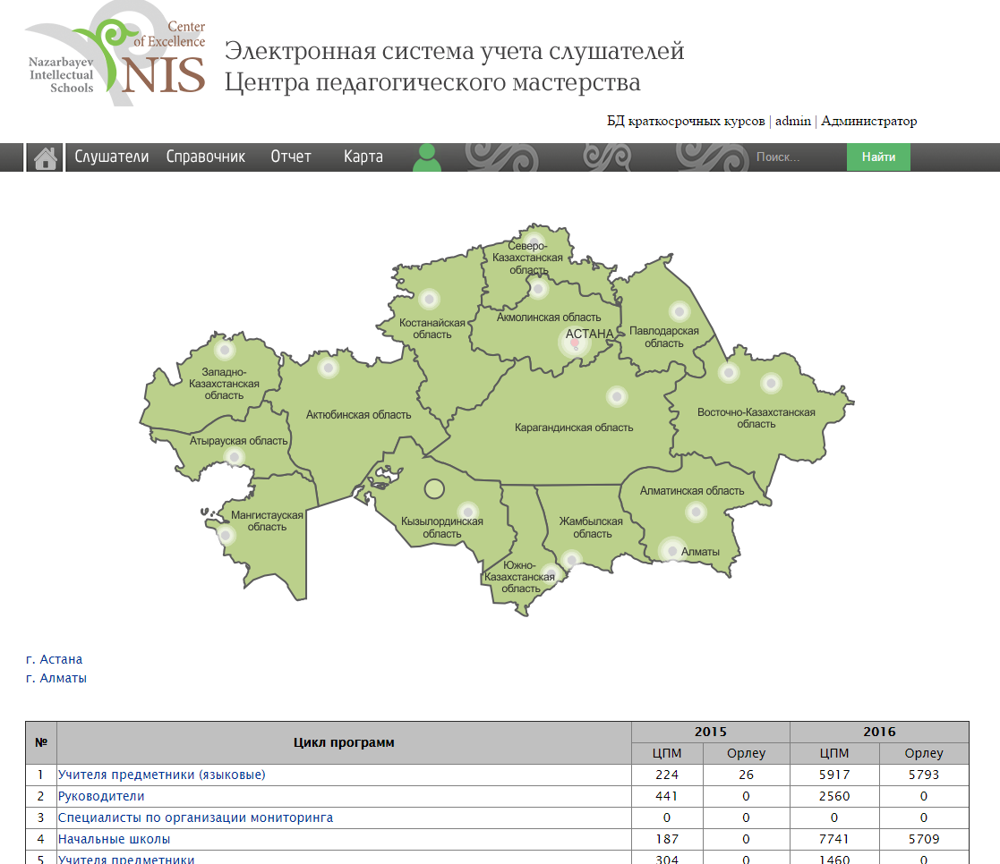 Center
of Excellence
Nazarbayev
Intellectual
Schools
NIS
Электронная система учета слушателей
Центра педагогического мастерства
БД краткосрочных курсов | admin | Администратор
Слушатели Справочник Отчет Карта Поиск... Найти
Северо-
Казахстанская
область
Костанайская
область
Акмолинская область
АСТАНА
Павлодарская
область
Западно-
Казахстанская
область
Актюбинская область
Атырауская область
Карагандинская область
Восточно-Казахстанская
область
Мангистауская
область
Кызылординская
область
Жамбылская
область
Алматинская область
Алматы
Южно-
Казахстанская
область
г. Астана
г. Алматы
№ Цикл программ 2015 2016
ЦПМ Орлеу ЦПМ Орлеу
1 Учителя предметники (языковые) 224 26 5917 5793
2 Руководители 441 0 2560 0
3 Специалисты по организации мониторинга 0 0 0 0
4 Начальные школы 187 0 7741 5709
5 Учителя предметники 304 0 1460 0